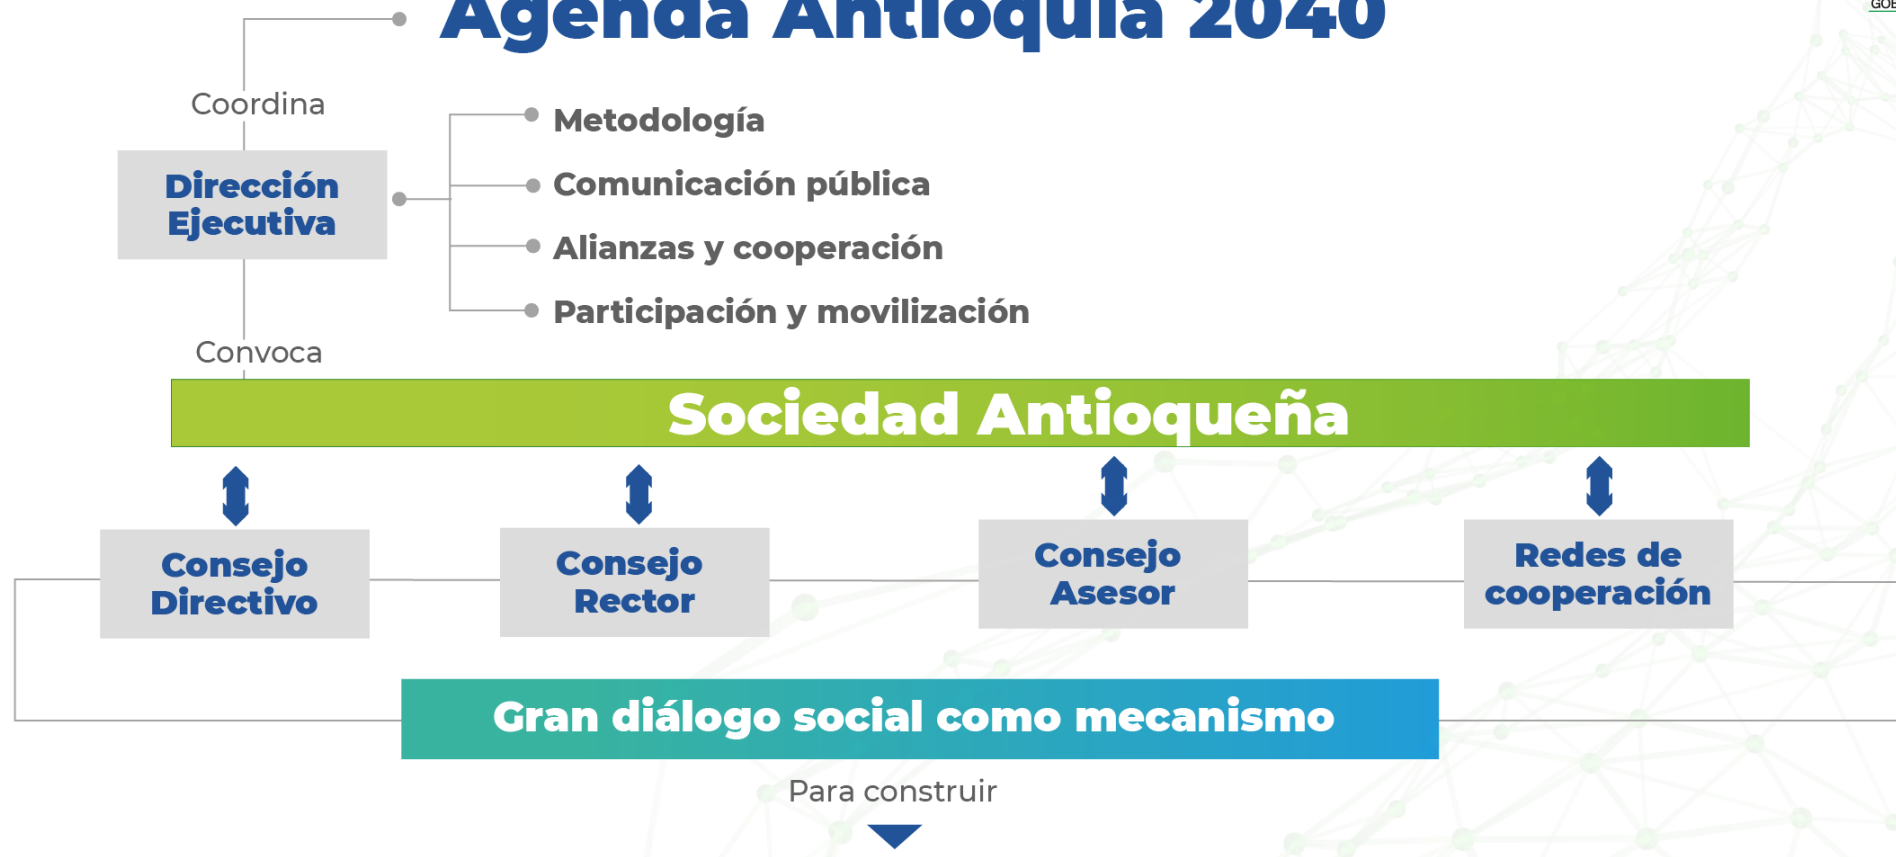 Agenda Antioquia 2040
Coordina
Dirección
Ejecutiva
Metodología
Comunicación pública
Alianzas y cooperación
Participación y movilización
Convoca
Sociedad Antioqueña
Consejo
Directivo
Consejo
Rector
Consejo
Asesor
Redes de
cooperación
Gran diálogo social como mecanismo
Para construir